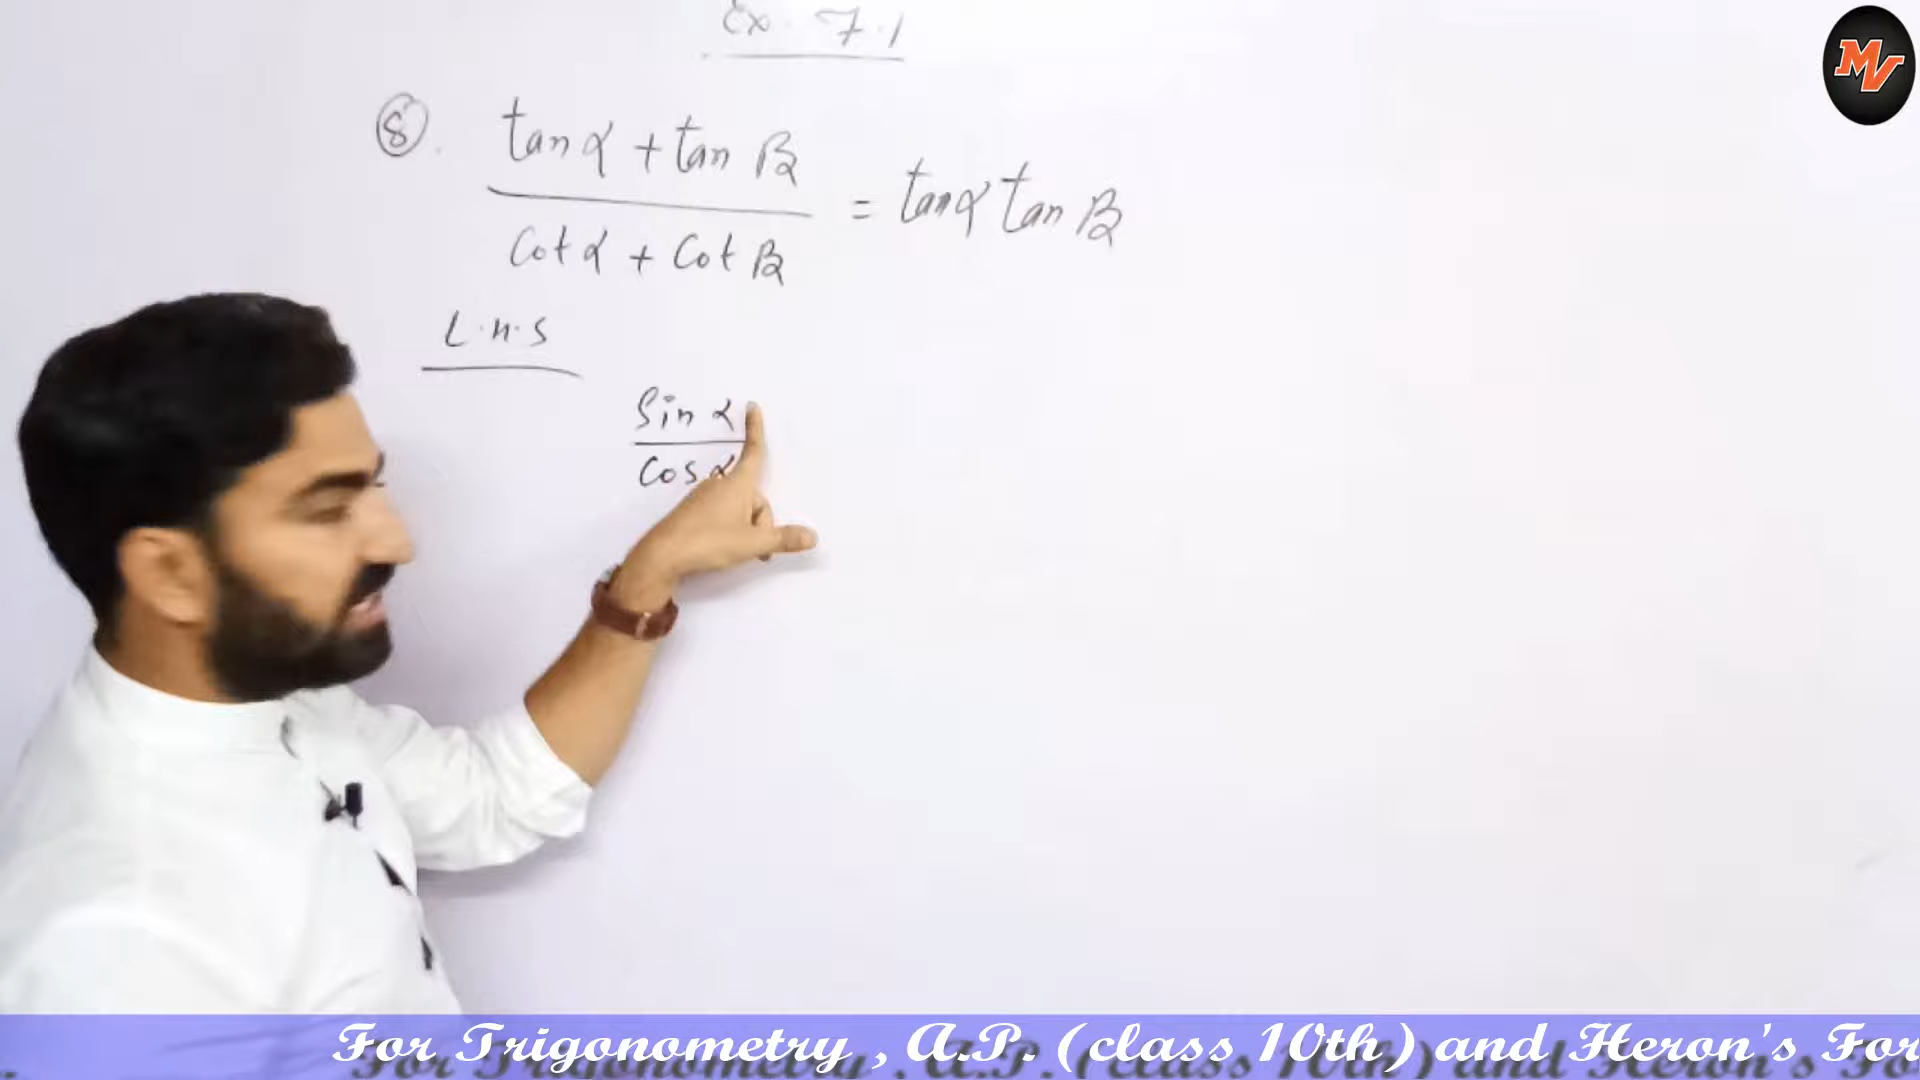 Ex. 7.1
MV
8. tan α + tan β / cot α + cot β = tan α tan β
L.H.S
Sin α
Cos α
For Trigonometry , A.P. (class 10th) and Heron's For